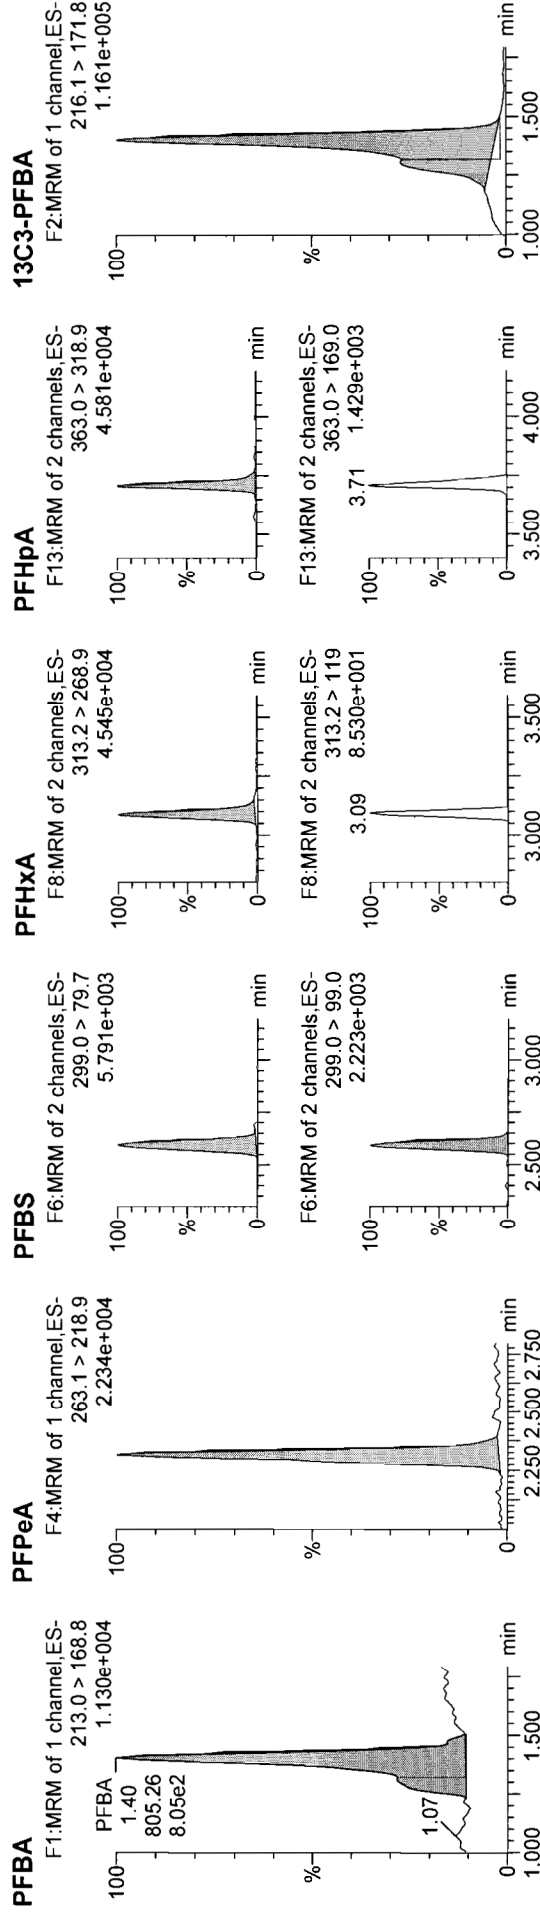 PFBA
F1:MRM of 1 channel,ES-
213.0 > 168.8
1.130e+004
100
PFBA
1.40
805.26
8.05e2
%
1.07
0
min
1.000
1.500
PFPeA
F4:MRM of 1 channel,ES-
263.1 > 218.9
2.234e+004
100
%
0
min
2.250
2.500
2.750
PFBS
F6:MRM of 2 channels,ES-
299.0 > 79.7
5.791e+003
100
%
0
min
F6:MRM of 2 channels,ES-
299.0 > 99.0
2.223e+003
100
%
0
min
2.500
3.000
PFHxA
F8:MRM of 2 channels,ES-
313.2 > 268.9
4.545e+004
100
%
0
min
F8:MRM of 2 channels,ES-
313.2 > 119
8.530e+001
100
3.09
%
0
min
3.000
3.500
PFHpA
F13:MRM of 2 channels,ES-
363.0 > 318.9
4.581e+004
100
%
0
min
F13:MRM of 2 channels,ES-
363.0 > 169.0
1.429e+003
100
3.71
%
0
min
3.500
4.000
13C3-PFBA
F2:MRM of 1 channel,ES-
216.1 > 171.8
1.161e+005
100
%
0
min
1.000
1.500